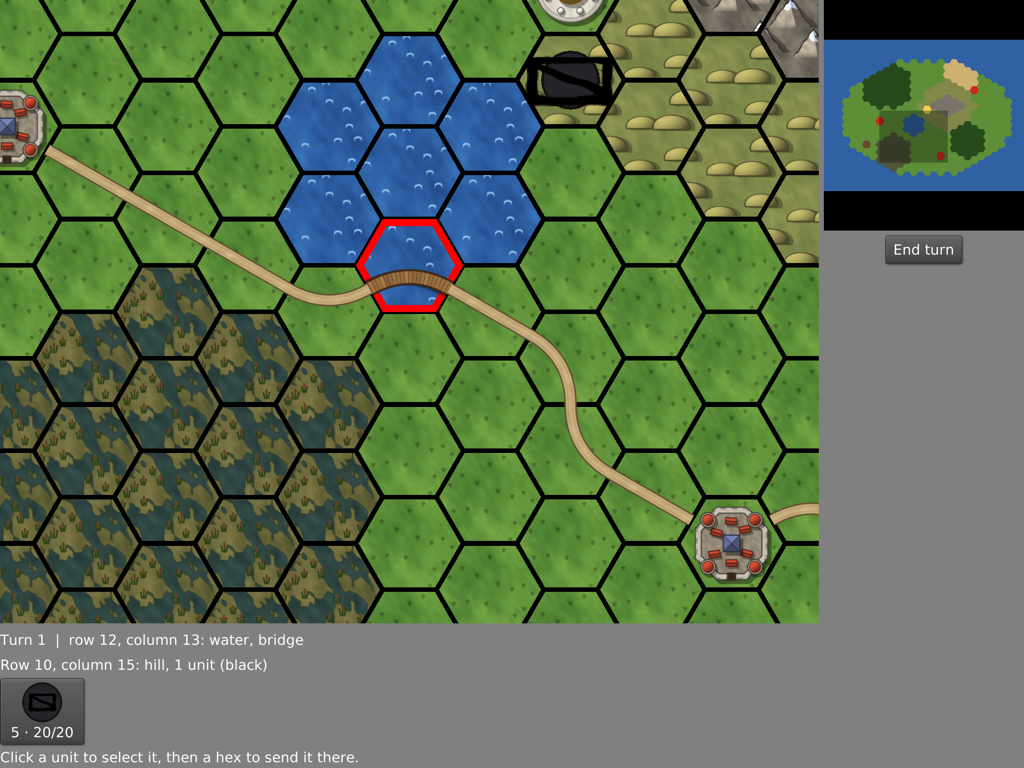 End turn
Turn 1 | row 12, column 13: water, bridge
Row 10, column 15: hill, 1 unit (black)
5 · 20/20
Click a unit to select it, then a hex to send it there.